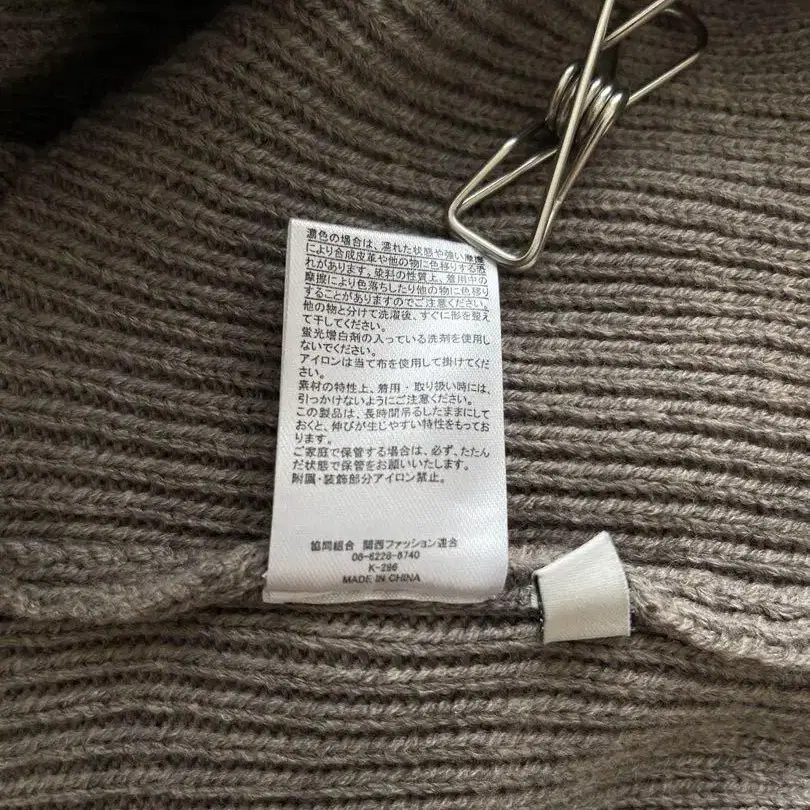 濃色の場合は、濡れた状態や強い摩擦
により合成皮革や他の物に色移りする恐
れがあります。染料の性質上、着用中の
摩擦により色落ちしたり他の物に色移り
することがありますのでご注意ください。
他の物と分けて洗濯後、すぐに形を整え
て干してください。
蛍光増白剤の入っている洗剤を使用し
ないでください。
アイロンは当て布を使用して掛けてくだ
さい。
素材の特性上、着用・取り扱い時には、
引っかけないようにご注意ください。
この製品は、長時間吊るしたままにして
おくと、伸びが生じやすい特性をもってお
ります。
ご家庭で保管する場合は、必ず、たたん
だ状態で保管をお願いいたします。
附属・装飾部分アイロン禁止。
協同組合 関西ファッション連合
06-6228-6740
K-286
MADE IN CHINA